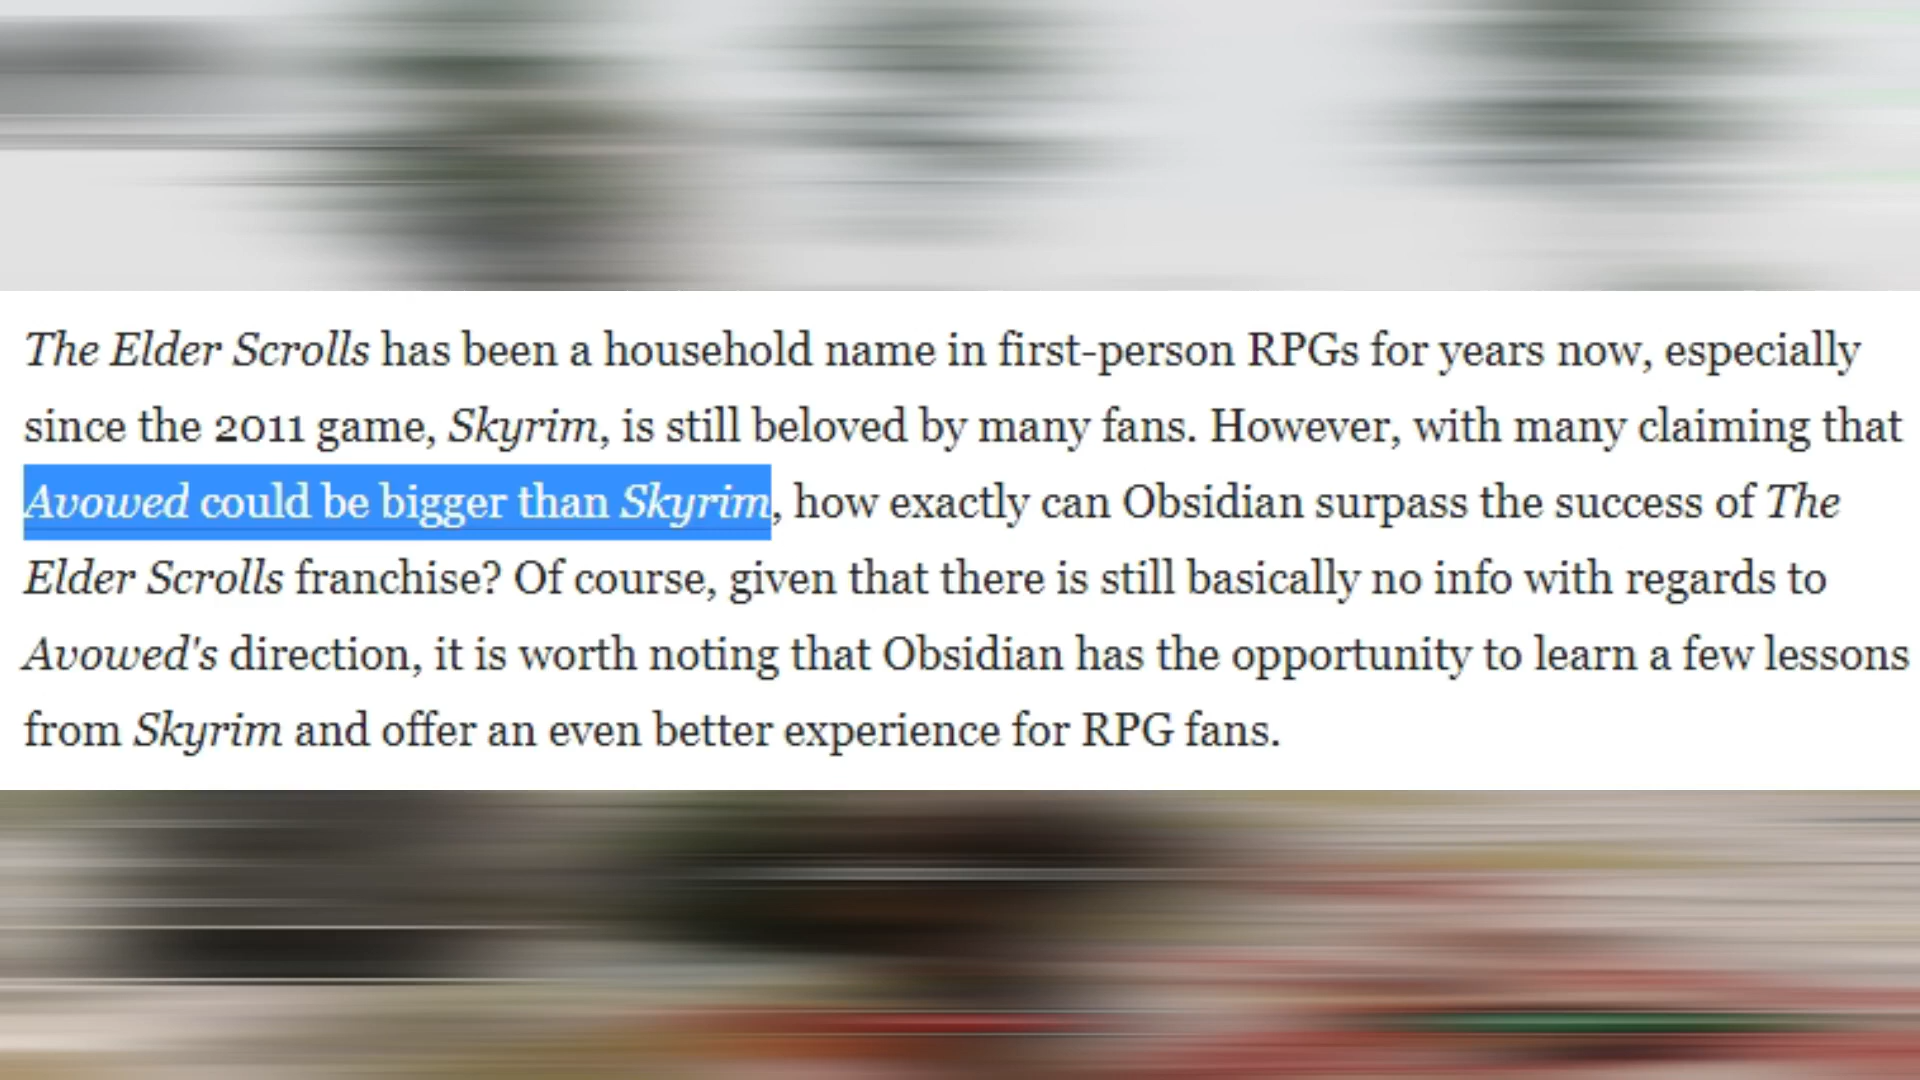 The Elder Scrolls has been a household name in first-person RPGs for years now, especially
since the 2011 game, Skyrim, is still beloved by many fans. However, with many claiming that
Avowed could be bigger than Skyrim, how exactly can Obsidian surpass the success of The
Elder Scrolls franchise? Of course, given that there is still basically no info with regards to
Avowed's direction, it is worth noting that Obsidian has the opportunity to learn a few lessons
from Skyrim and offer an even better experience for RPG fans.